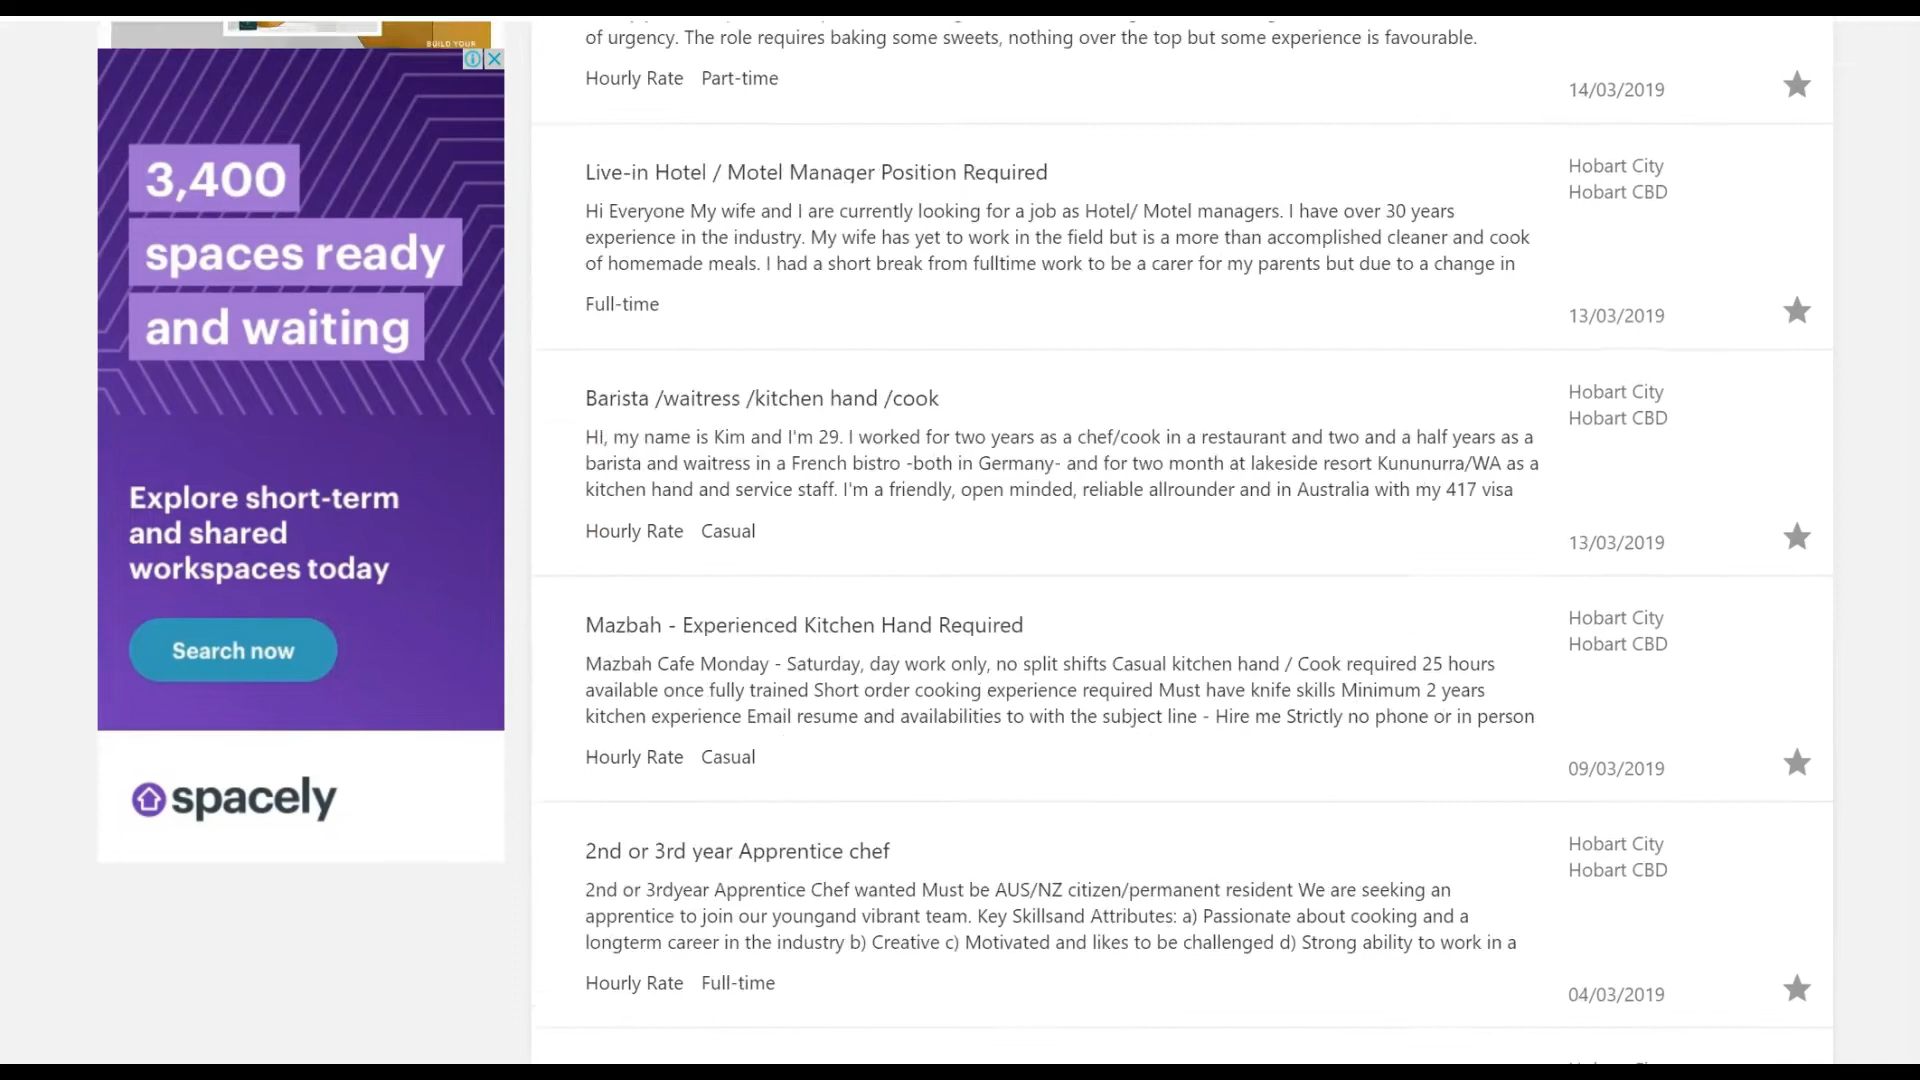 BUILD YOUR
3,400
spaces ready
and waiting
Explore short-term
and shared
workspaces today
Search now
spacely
of urgency. The role requires baking some sweets, nothing over the top but some experience is favourable.
Hourly Rate Part-time
14/03/2019
Live-in Hotel / Motel Manager Position Required
Hobart City
Hobart CBD
Hi Everyone My wife and I are currently looking for a job as Hotel/ Motel managers. I have over 30 years
experience in the industry. My wife has yet to work in the field but is a more than accomplished cleaner and cook
of homemade meals. I had a short break from fulltime work to be a carer for my parents but due to a change in
Full-time
13/03/2019
Barista /waitress /kitchen hand /cook
Hobart City
Hobart CBD
HI, my name is Kim and I'm 29. I worked for two years as a chef/cook in a restaurant and two and a half years as a
barista and waitress in a French bistro -both in Germany- and for two month at lakeside resort Kununurra/WA as a
kitchen hand and service staff. I'm a friendly, open minded, reliable allrounder and in Australia with my 417 visa
Hourly Rate Casual
13/03/2019
Mazbah - Experienced Kitchen Hand Required
Hobart City
Hobart CBD
Mazbah Cafe Monday - Saturday, day work only, no split shifts Casual kitchen hand / Cook required 25 hours
available once fully trained Short order cooking experience required Must have knife skills Minimum 2 years
kitchen experience Email resume and availabilities to with the subject line - Hire me Strictly no phone or in person
Hourly Rate Casual
09/03/2019
2nd or 3rd year Apprentice chef
Hobart City
Hobart CBD
2nd or 3rdyear Apprentice Chef wanted Must be AUS/NZ citizen/permanent resident We are seeking an
apprentice to join our youngand vibrant team. Key Skillsand Attributes: a) Passionate about cooking and a
longterm career in the industry b) Creative c) Motivated and likes to be challenged d) Strong ability to work in a
Hourly Rate Full-time
04/03/2019